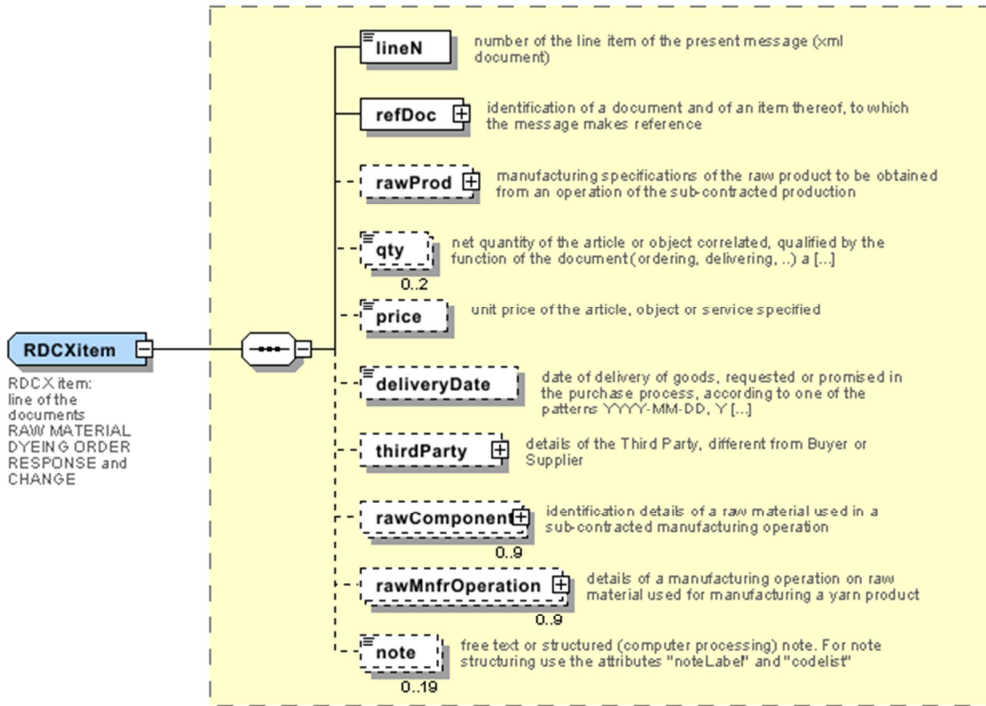 lineN
number of the line item of the present message (xml
document)
refDoc
identification of a document and of an item thereof, to which
the message makes reference
rawProd
manufacturing specifications of the raw product to be obtained
from an operation of the sub-contracted production
qty
net quantity of the article or object correlated, qualified by the
function of the document (ordering, delivering, ..) a [...]
0..2
price
unit price of the article, object or service specified
RDCXitem
RDCX item:
line of the
documents
RAW MATERIAL
DYEING ORDER
RESPONSE and
CHANGE
deliveryDate
date of delivery of goods, requested or promised in
the purchase process, according to one of the
patterns YYYY-MM-DD, Y [...]
thirdParty
details of the Third Party, different from Buyer or
Supplier
rawComponent
identification details of a raw material used in a
sub-contracted manufacturing operation
0..9
rawMnfrOperation
details of a manufacturing operation on raw
material used for manufacturing a yarn product
0..9
note
free text or structured (computer processing) note. For note
structuring use the attributes "noteLabel" and "codelist"
0..19